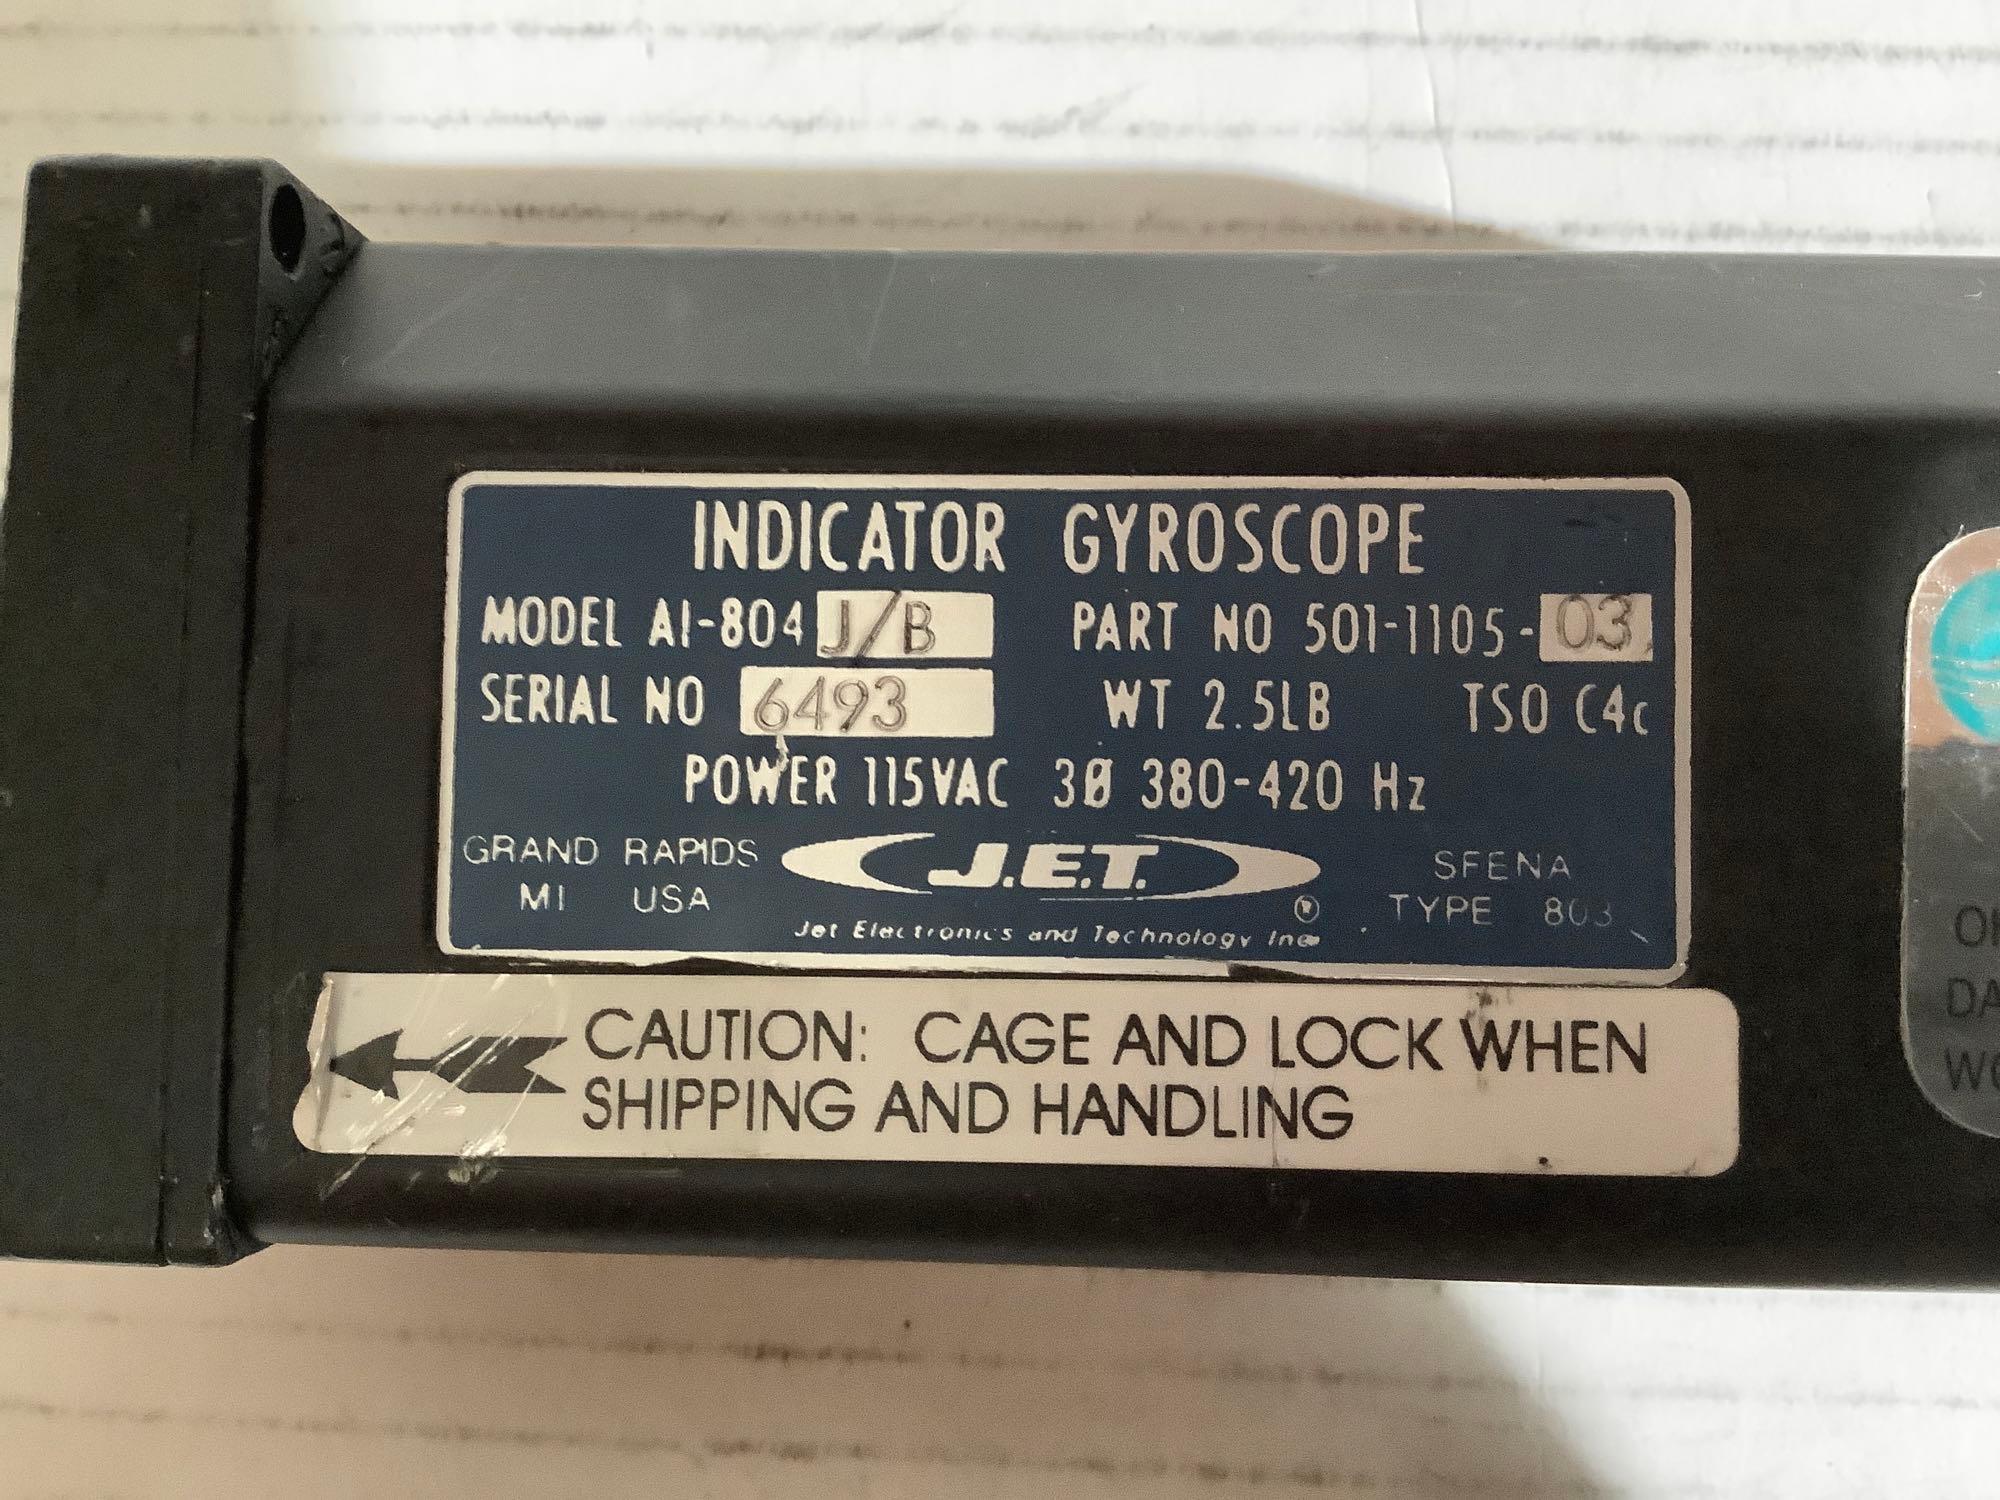 INDICATOR GYROSCOPE
MODEL AI-804 J/B PART NO 501-1105-03
SERIAL NO 6493 WT 2.5LB TSO C4c
POWER 115VAC 3Ø 380-420 Hz
GRAND RAPIDS
MI USA
J.E.T.
®
Jet Electronics and Technology Inc
SFENA
TYPE 803
CAUTION: CAGE AND LOCK WHEN
SHIPPING AND HANDLING
DA